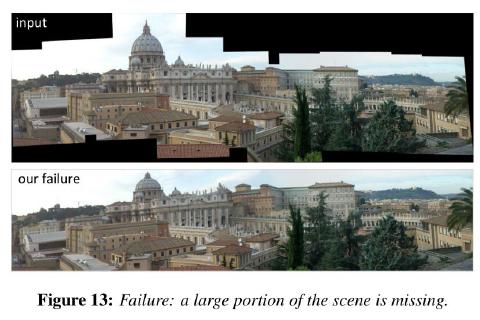 input
our failure
Figure 13: Failure: a large portion of the scene is missing.